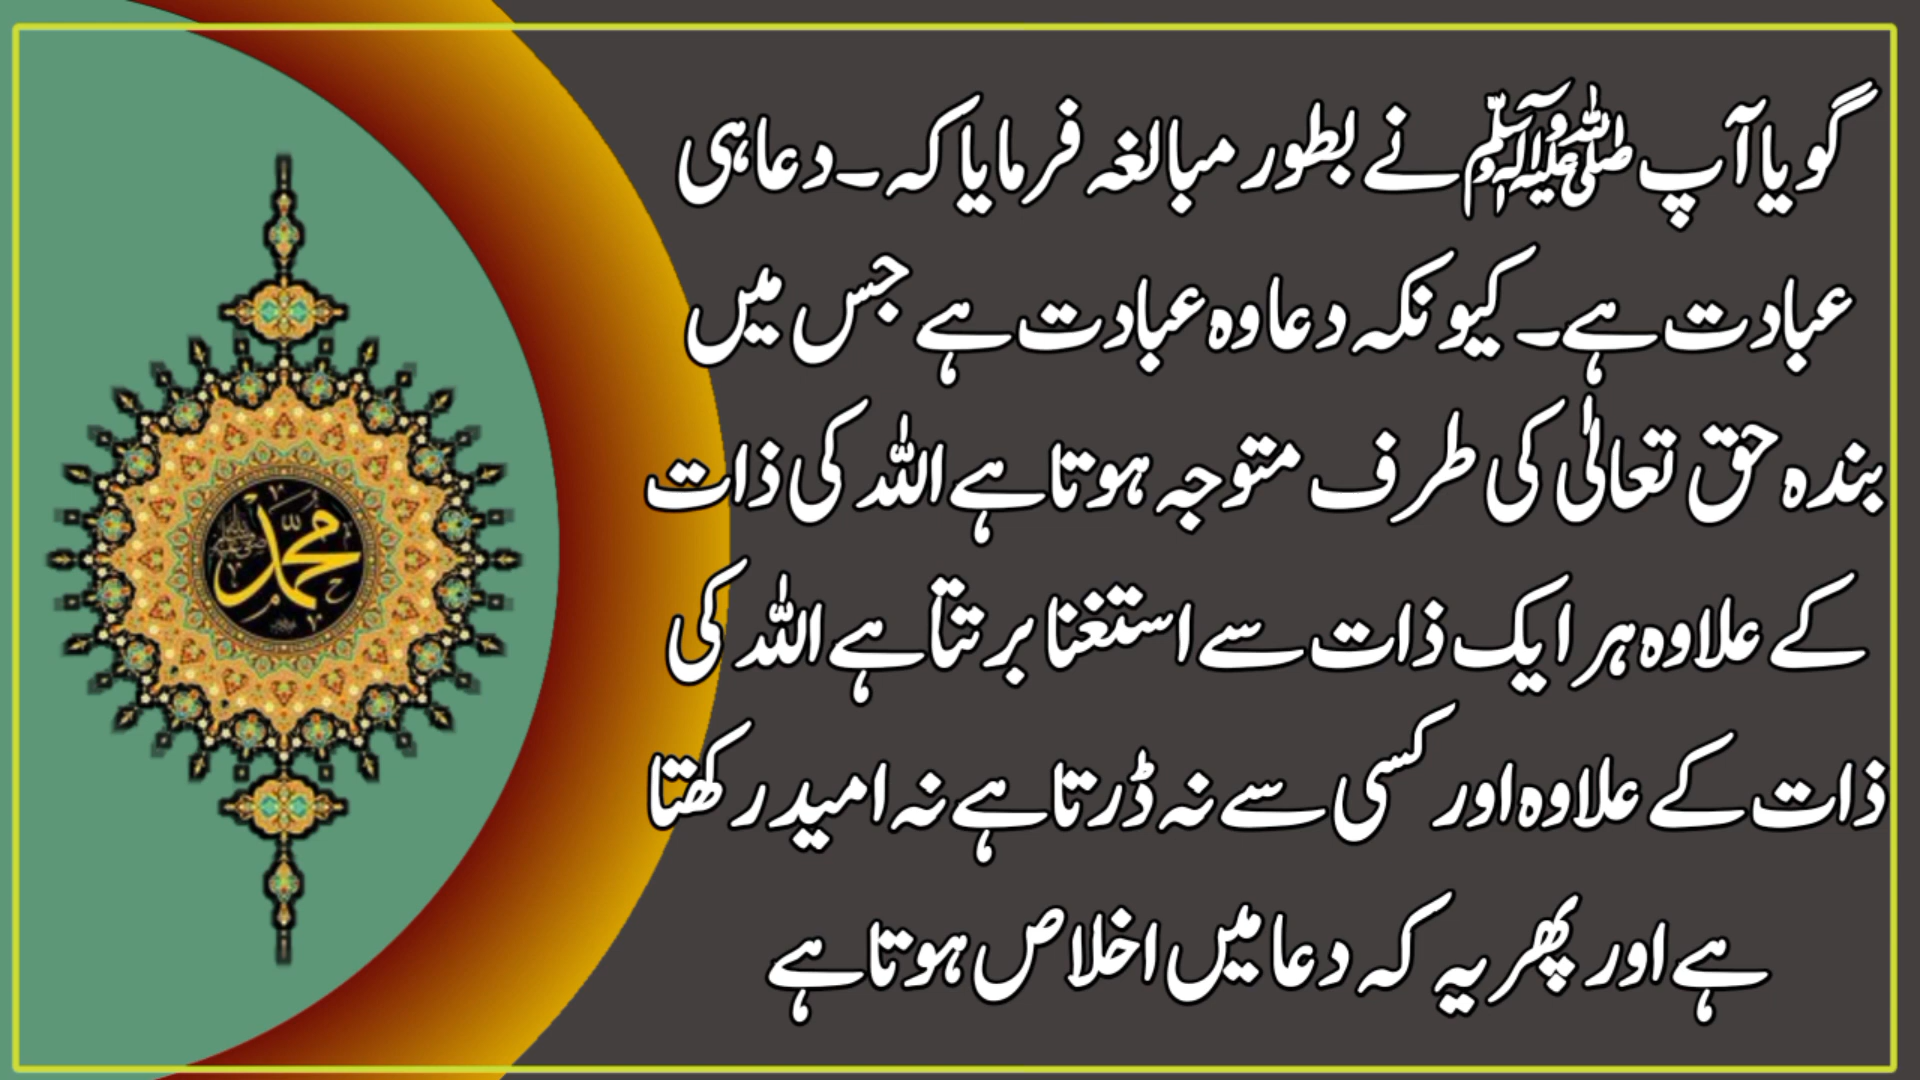 گویا آپ ﷺ نے بطور مبالغہ فرمایا کہ ۔ دعا ہی
عبادت ہے۔ کیونکہ دعا وہ عبادت ہے جس میں
بندہ حق تعالٰی کی طرف متوجہ ہوتا ہے اللہ کی ذات
کے علاوہ ہر ایک ذات سے استغنا برتتا ہے اللہ کی
ذات کے علاوہ اور کسی سے نہ ڈرتا ہے نہ امید رکھتا
ہے اور پھر یہ کہ دعا میں اخلاص ہوتا ہے
محمد